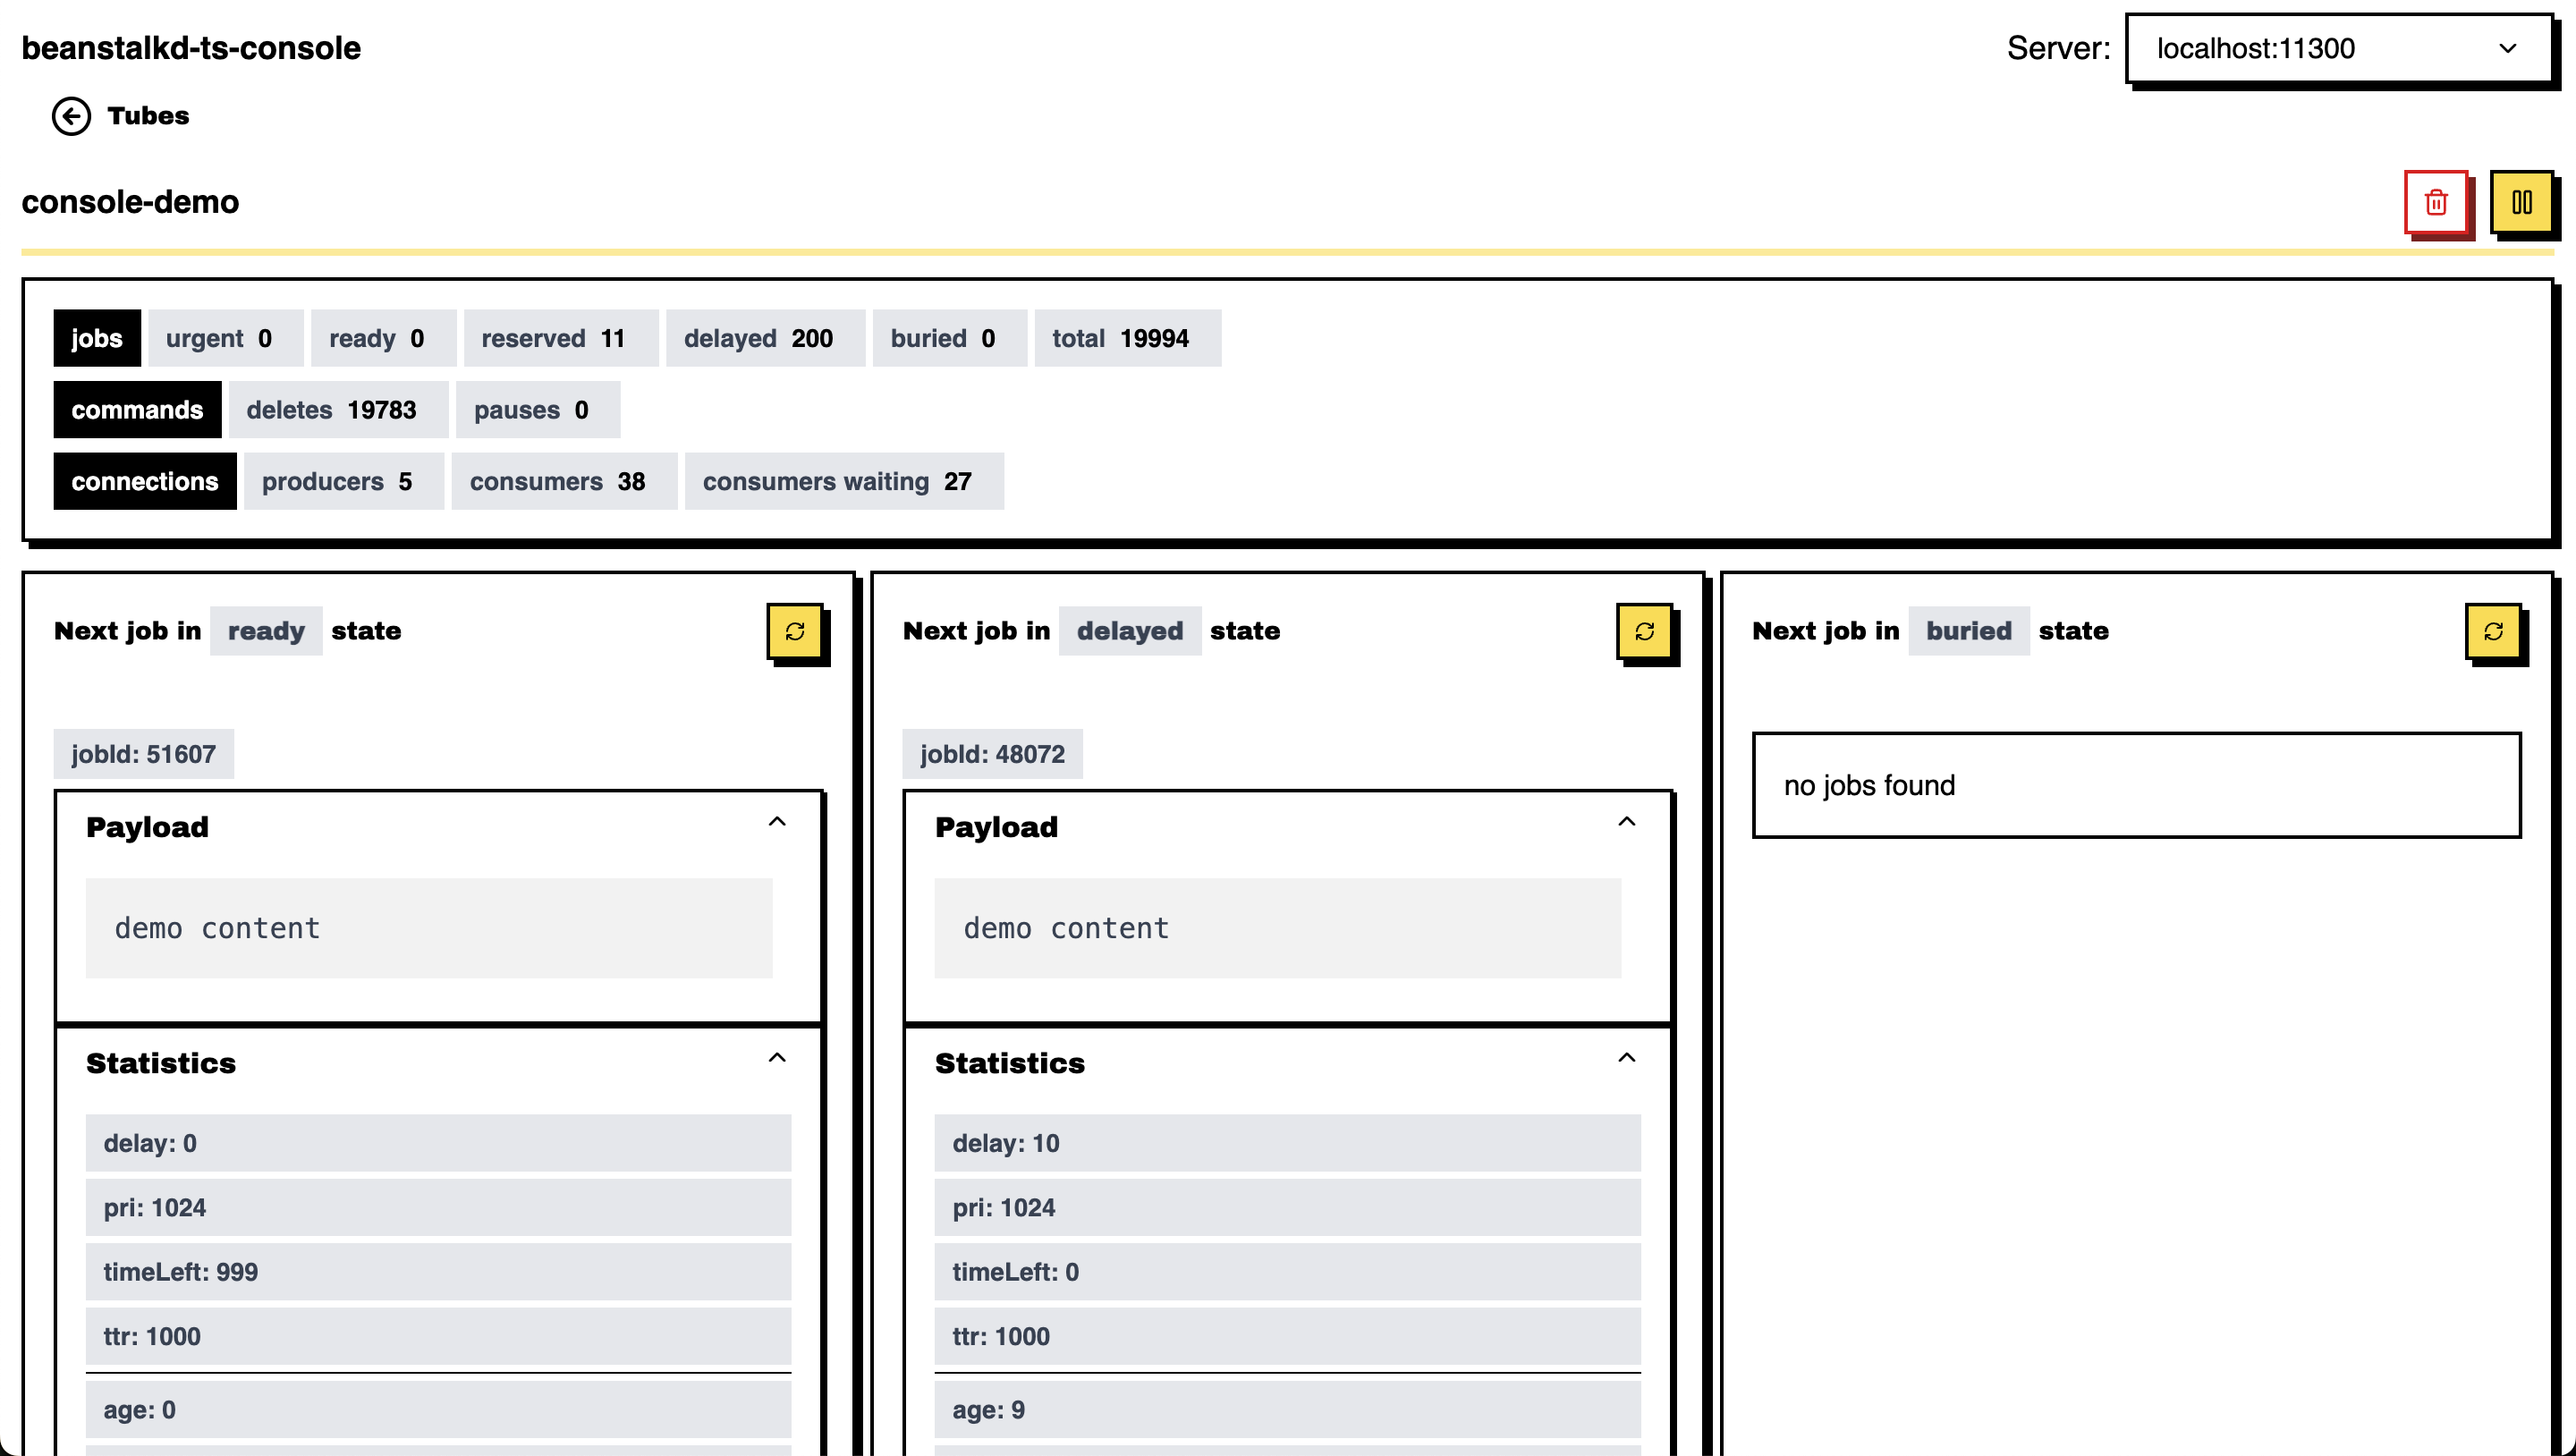 beanstalkd-ts-console
Server: localhost:11300
Tubes
console-demo
jobs urgent 0 ready 0 reserved 11 delayed 200 buried 0 total 19994
commands deletes 19783 pauses 0
connections producers 5 consumers 38 consumers waiting 27
Next job in ready state
jobId: 51607
Payload
demo content
Statistics
delay: 0
pri: 1024
timeLeft: 999
ttr: 1000
age: 0
Next job in delayed state
jobId: 48072
Payload
demo content
Statistics
delay: 10
pri: 1024
timeLeft: 0
ttr: 1000
age: 9
Next job in buried state
no jobs found